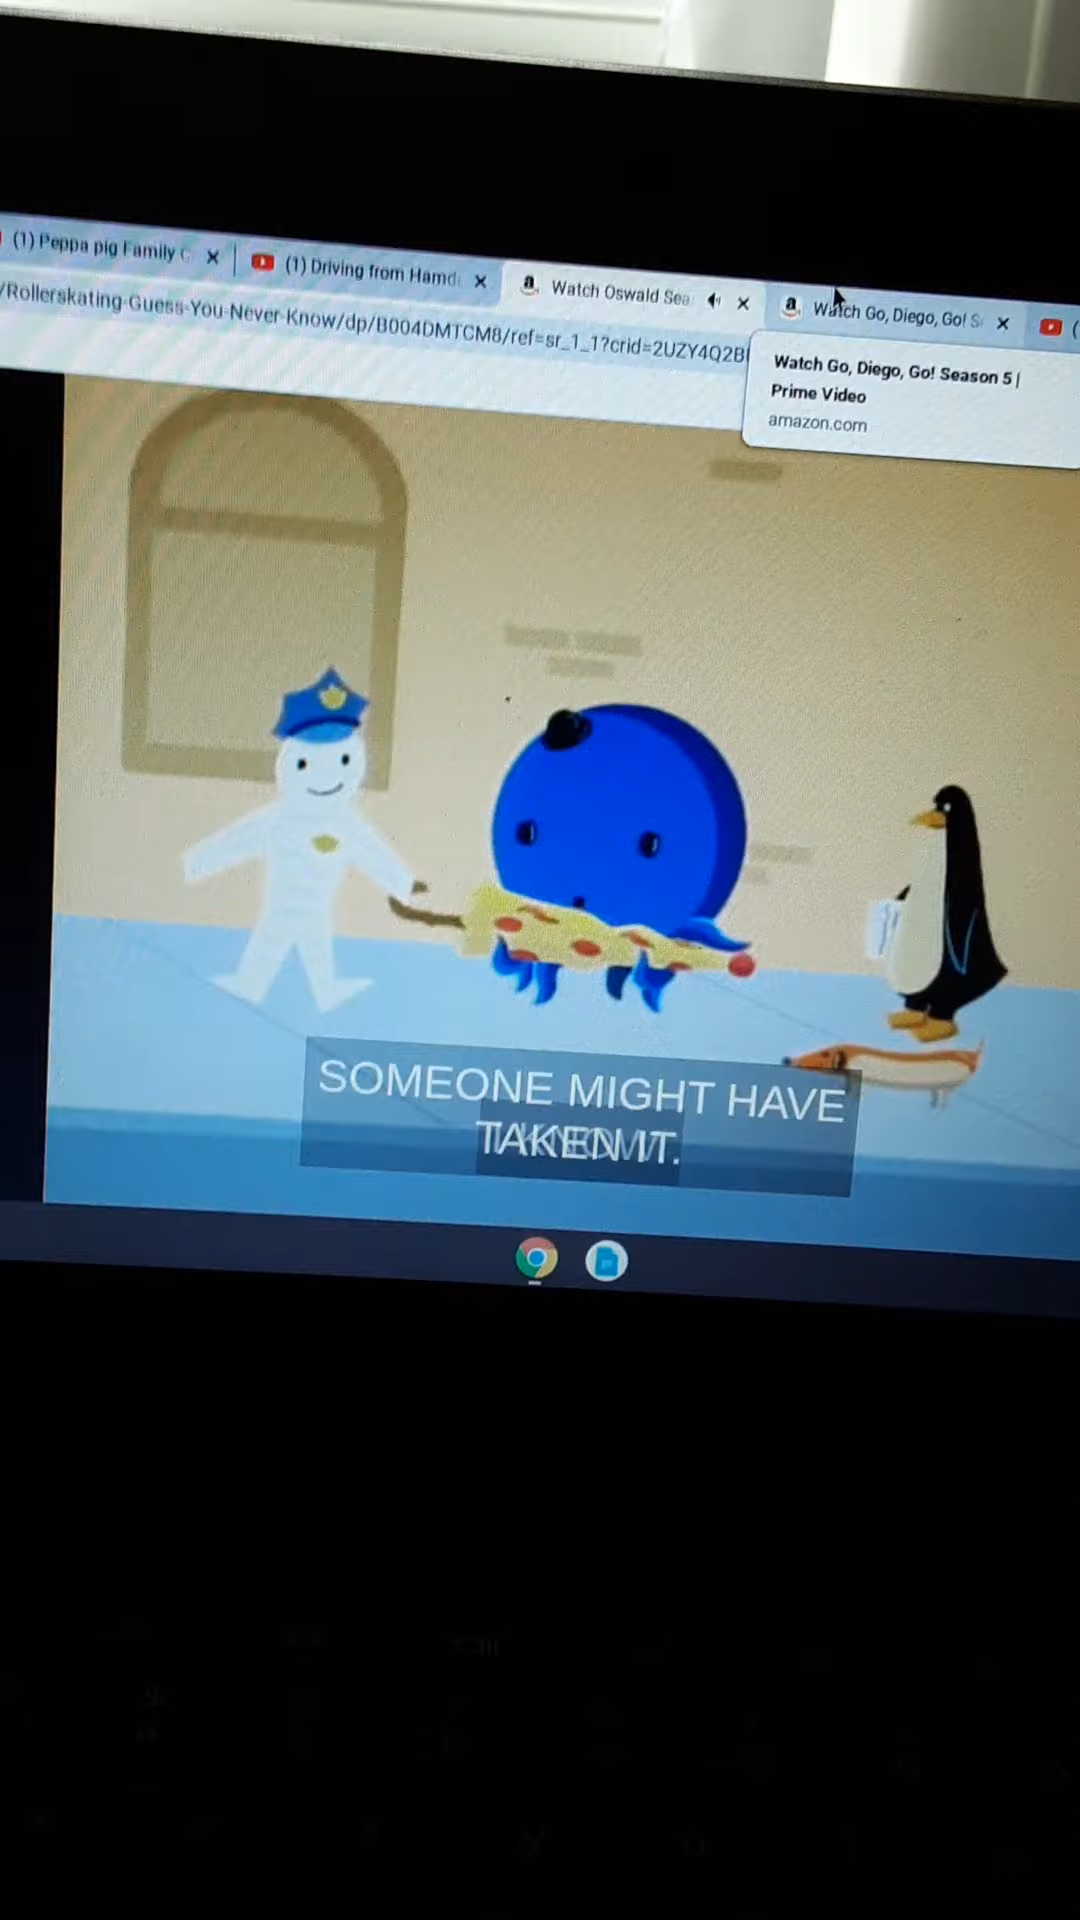 (1) Peppa pig Family
(1) Driving from Hamd
Watch Oswald Sea
Watch Go, Diego, Go! S
(
/Rollerskating-Guess-You-Never-Know/dp/B004DMTCM8/ref=sr_1_1?crid=2UZY4Q2B
Watch Go, Diego, Go! Season 5 |
Prime Video
amazon.com
SOMEONE MIGHT HAVE
TAKEN IT.